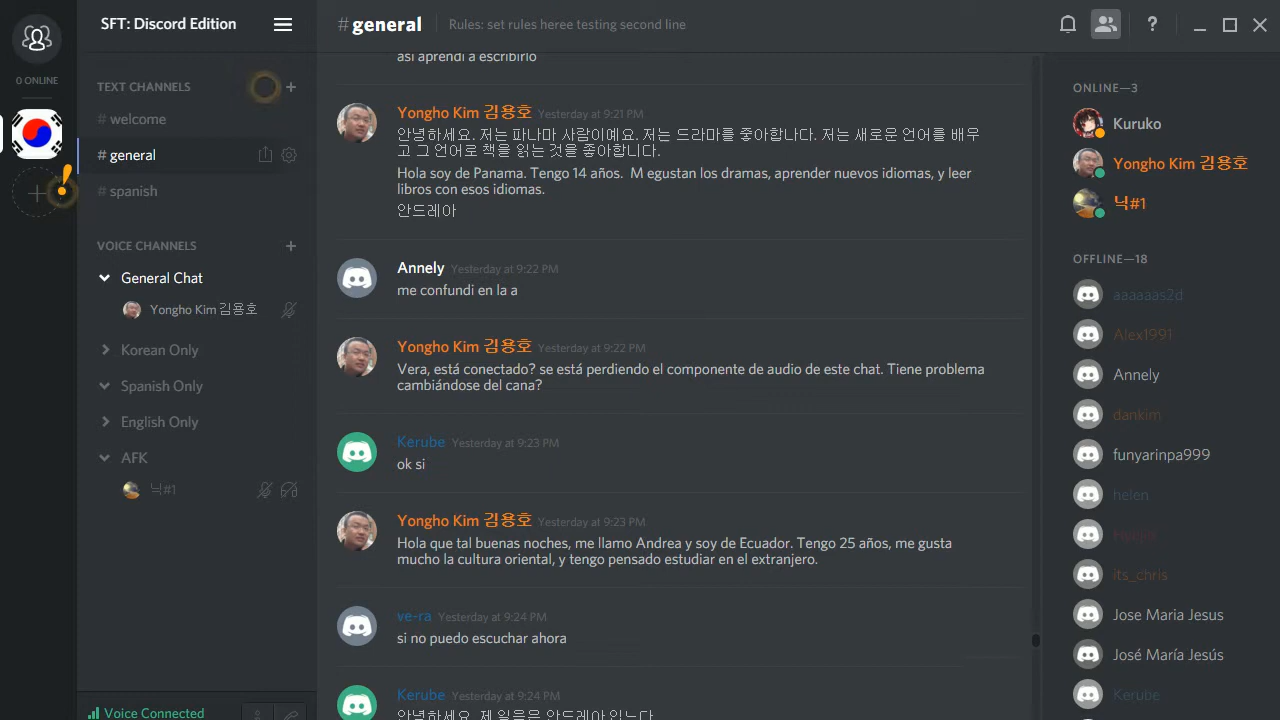 SFT: Discord Edition
#general
Rules: set rules heree testing second line
0 ONLINE
TEXT CHANNELS
# welcome
# general
# spanish
VOICE CHANNELS
General Chat
Yongho Kim 김용호
Korean Only
Spanish Only
English Only
AFK
닉#1
Voice Connected
asi aprendi a escribirlo
Yongho Kim 김용호 Yesterday at 9:21 PM
안녕하세요. 저는 파나마 사람이예요. 저는 드라마를 좋아합나다. 저는 새로운 언어를 배우
고 그 언어로 책을 읽는 것을 좋아합니다.
Hola soy de Panama. Tengo 14 años. M egustan los dramas, aprender nuevos idiomas, y leer
libros con esos idiomas.
안드레아
Annely Yesterday at 9:22 PM
me confundi en la a
Yongho Kim 김용호 Yesterday at 9:22 PM
Vera, está conectado? se está perdiendo el componente de audio de este chat. Tiene problema
cambiándose del cana?
Kerube Yesterday at 9:23 PM
ok si
Yongho Kim 김용호 Yesterday at 9:23 PM
Hola que tal buenas noches, me llamo Andrea y soy de Ecuador. Tengo 25 años, me gusta
mucho la cultura oriental, y tengo pensado estudiar en el extranjero.
ve-ra Yesterday at 9:24 PM
si no puedo escuchar ahora
Kerube Yesterday at 9:24 PM
안녕하세요. 제
ONLINE—3
Kuruko
Yongho Kim 김용호
닉#1
OFFLINE—18
aaaaaas2d
Alex1991
Annely
dankim
funyarinpa999
helen
its_chris
Jose Maria Jesus
José María Jesús
Kerube